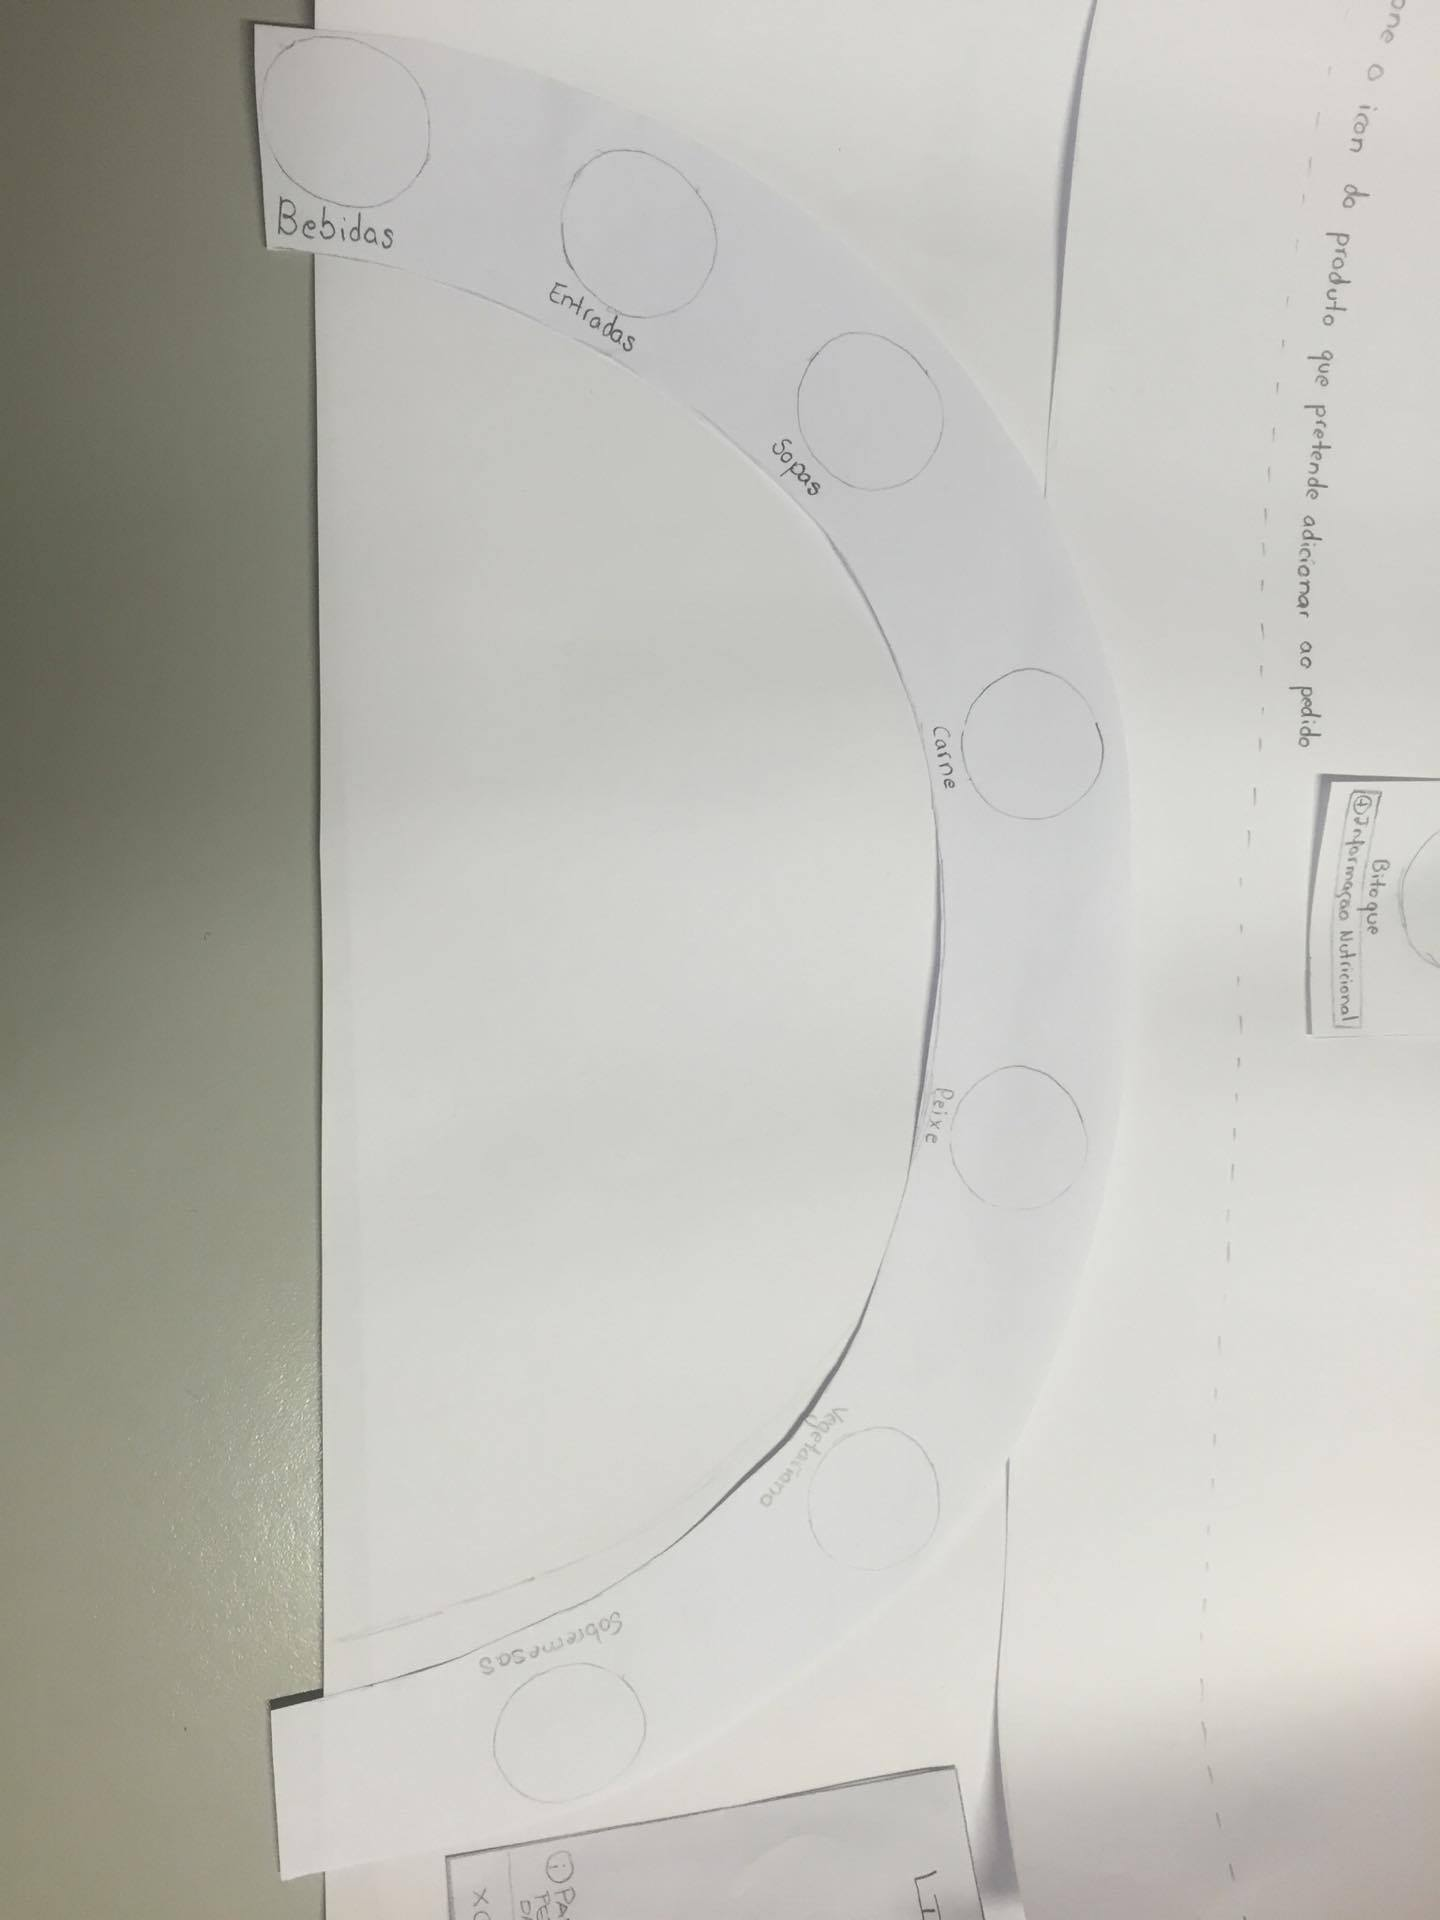 o icon do produto que pretende adicionar ao pedido
Bebidas
Entradas
Sopas
Carne
Peixe
Vegetariano
Sobremesas
Bitoque
+ Informação Nutricional
i